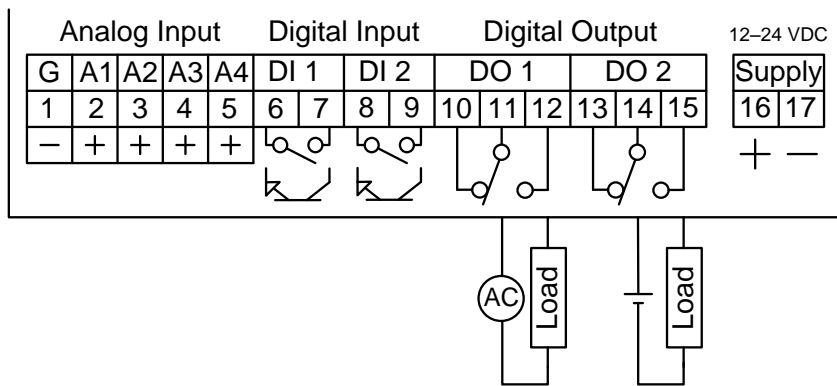 Analog Input Digital Input Digital Output 12–24 VDC
G A1 A2 A3 A4 DI 1 DI 2 DO 1 DO 2 Supply
1 2 3 4 5 6 7 8 9 10 11 12 13 14 15 16 17
− + + + + + −
AC Load Load